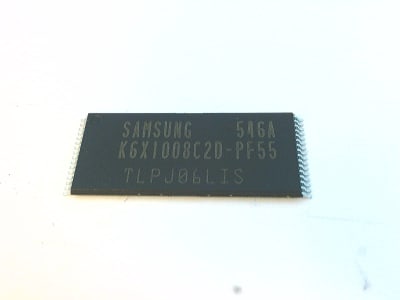 SAMSUNG 546A
K6X1008C2D-PF55
TLPJ06LIS